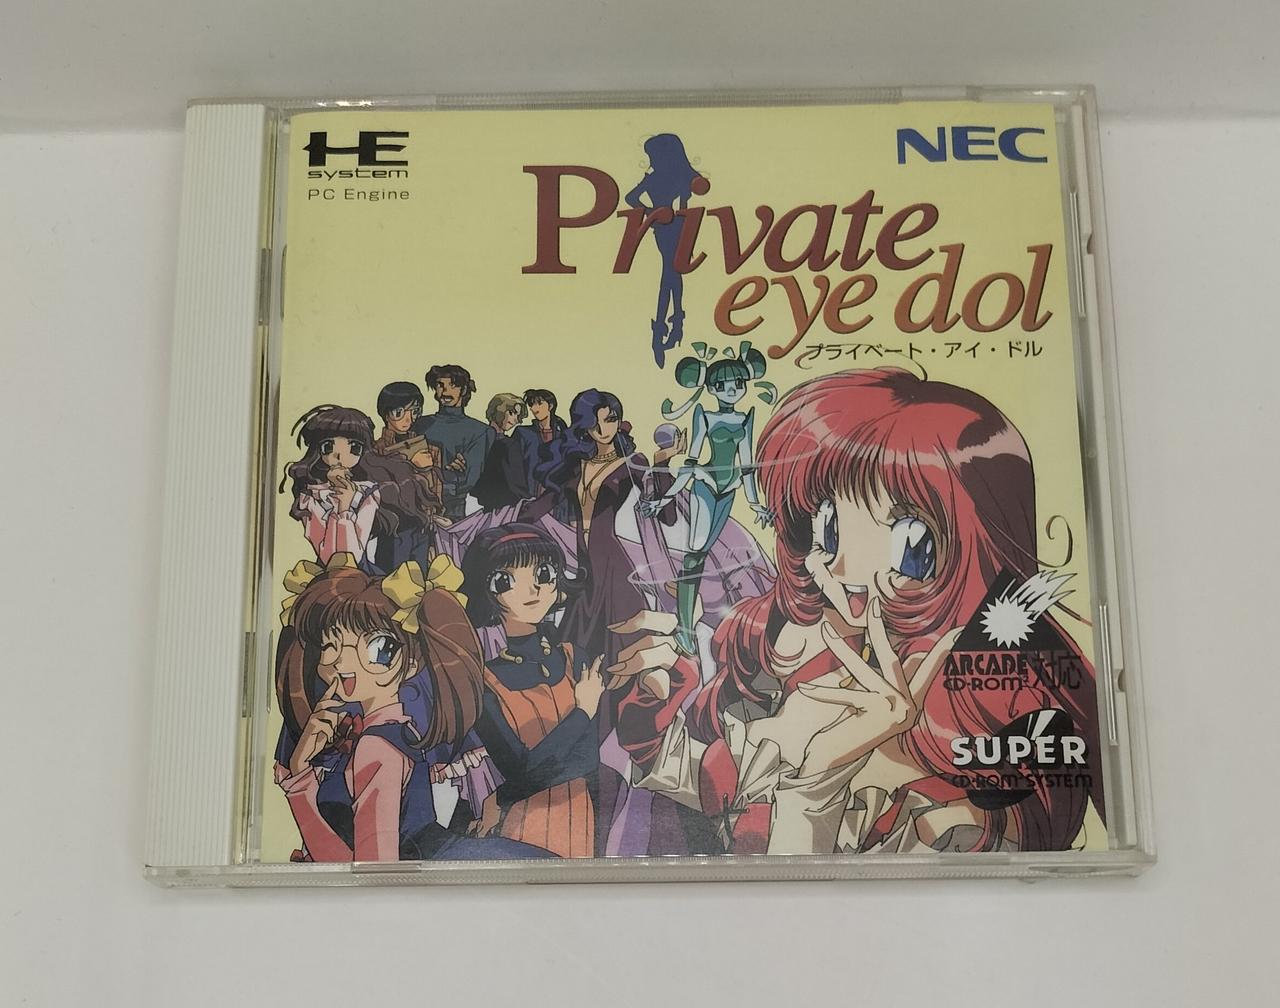 HE
system
PC Engine
NEC
Private
eye dol
プライベート・アイ・ドル
ARCADE
CD-ROM²
対応
SUPER
CD-ROM² SYSTEM